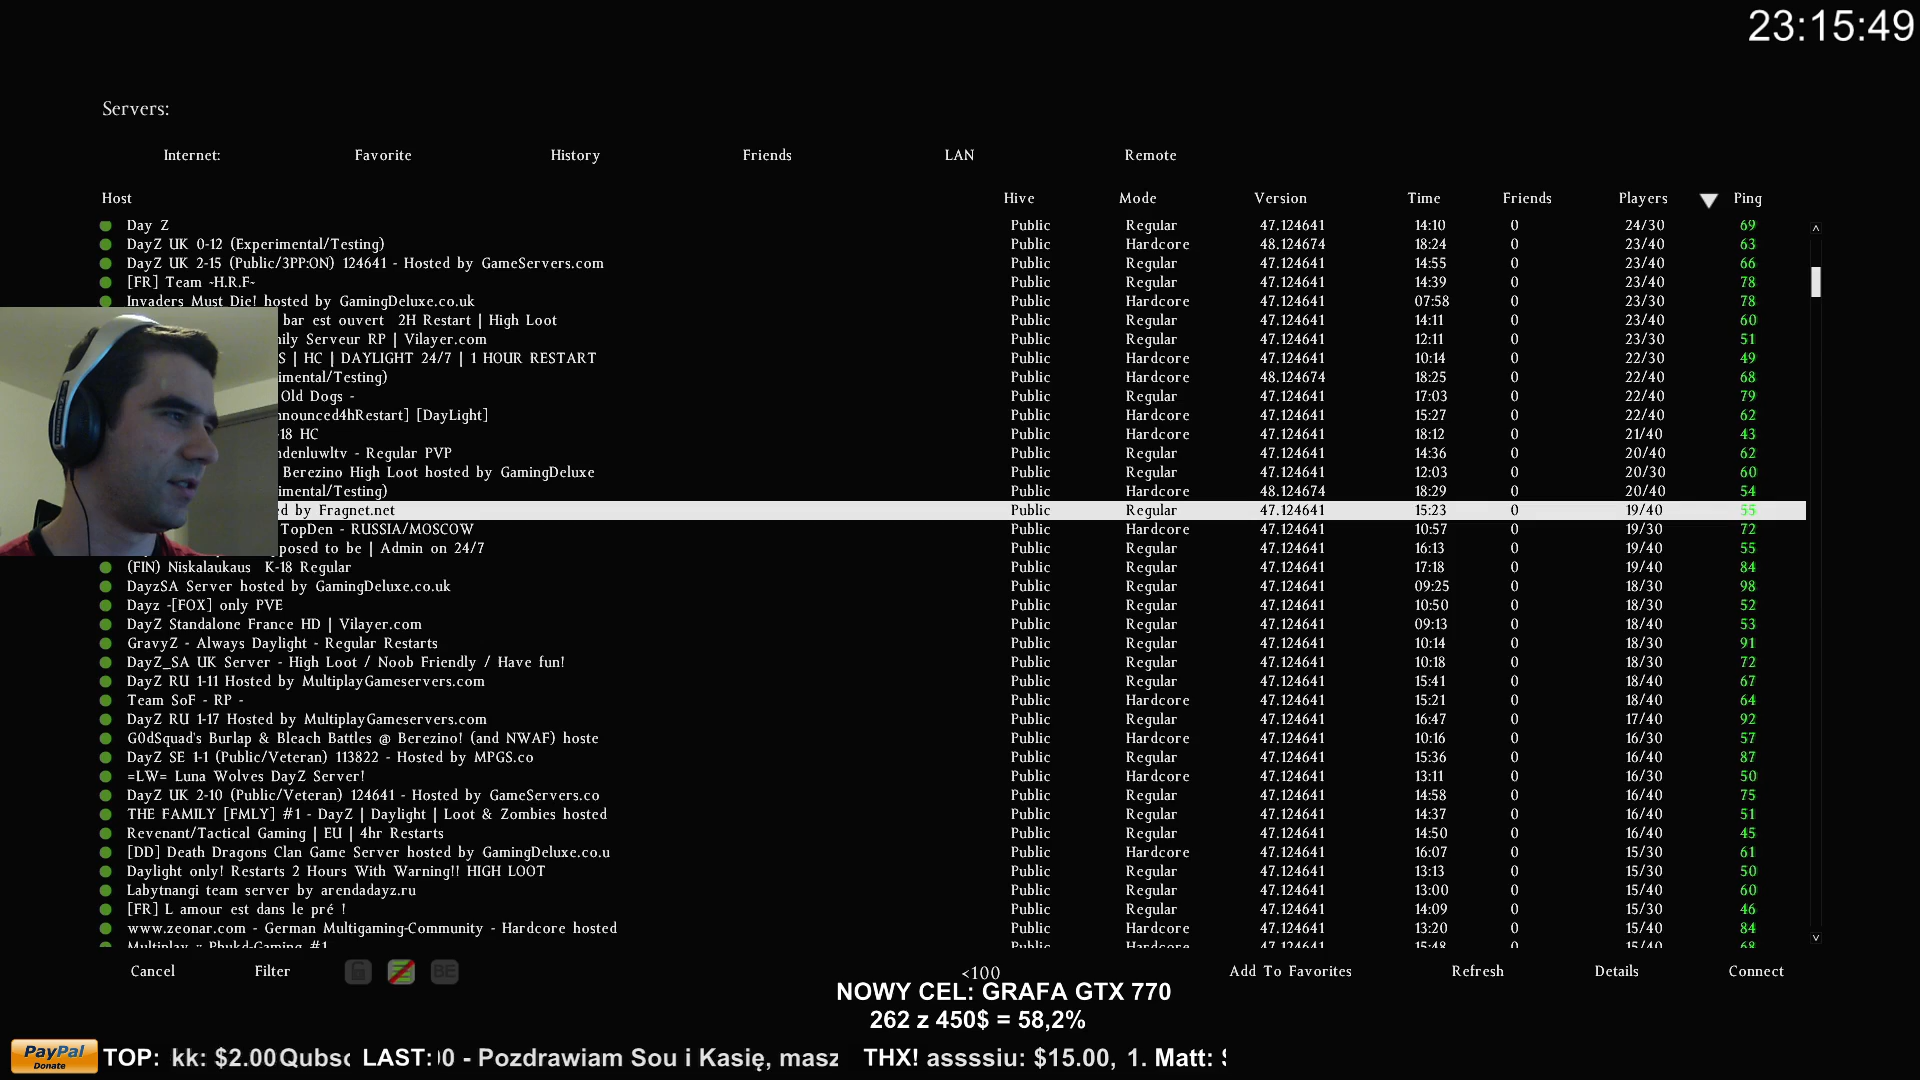 23:15:49
Servers:
Internet: Favorite History Friends LAN Remote
Host Hive Mode Version Time Friends Players Ping
Day Z Public Regular 47.124641 14:10 0 24/30 69
DayZ UK 0-12 (Experimental/Testing) Public Hardcore 48.124674 18:24 0 23/40 63
DayZ UK 2-15 (Public/3PP:ON) 124641 - Hosted by GameServers.com Public Regular 47.124641 14:55 0 23/40 66
[FR] Team ~H.R.F~ Public Regular 47.124641 14:39 0 23/40 78
Invaders Must Die! hosted by GamingDeluxe.co.uk Public Hardcore 47.124641 07:58 0 23/30 78
bar est ouvert 2H Restart | High Loot Public Regular 47.124641 14:11 0 23/40 60
mily Serveur RP | Vilayer.com Public Regular 47.124641 12:11 0 23/30 51
S | HC | DAYLIGHT 24/7 | 1 HOUR RESTART Public Hardcore 47.124641 10:14 0 22/30 49
imental/Testing) Public Hardcore 48.124674 18:25 0 22/40 68
Old Dogs - Public Regular 47.124641 17:03 0 22/40 79
nnounced4hRestart] [DayLight] Public Hardcore 47.124641 15:27 0 22/40 62
-18 HC Public Hardcore 47.124641 18:12 0 21/40 43
ndenluwltv - Regular PVP Public Regular 47.124641 14:36 0 20/40 62
Berezino High Loot hosted by GamingDeluxe Public Regular 47.124641 12:03 0 20/30 60
imental/Testing) Public Hardcore 48.124674 18:29 0 20/40 54
d by Fragnet.net Public Regular 47.124641 15:23 0 19/40 55
TopDen - RUSSIA/MOSCOW Public Hardcore 47.124641 10:57 0 19/30 72
pposed to be | Admin on 24/7 Public Regular 47.124641 16:13 0 19/40 55
(FIN) Niskalaukaus K-18 Regular Public Regular 47.124641 17:18 0 19/40 84
DayzSA Server hosted by GamingDeluxe.co.uk Public Regular 47.124641 09:25 0 18/30 98
Dayz -[FOX] only PVE Public Regular 47.124641 10:50 0 18/30 52
DayZ Standalone France HD | Vilayer.com Public Regular 47.124641 09:13 0 18/40 53
GravyZ - Always Daylight - Regular Restarts Public Regular 47.124641 10:14 0 18/30 91
DayZ_SA UK Server - High Loot / Noob Friendly / Have fun! Public Regular 47.124641 10:18 0 18/30 72
DayZ RU 1-11 Hosted by MultiplayGameservers.com Public Regular 47.124641 15:41 0 18/40 67
Team SoF - RP - Public Hardcore 47.124641 15:21 0 18/40 64
DayZ RU 1-17 Hosted by MultiplayGameservers.com Public Regular 47.124641 16:47 0 17/40 92
G0dSquad's Burlap & Bleach Battles @ Berezino! (and NWAF) hoste Public Hardcore 47.124641 10:16 0 16/30 57
DayZ SE 1-1 (Public/Veteran) 113822 - Hosted by MPGS.co Public Regular 47.124641 15:36 0 16/40 87
=LW= Luna Wolves DayZ Server! Public Hardcore 47.124641 13:11 0 16/30 50
DayZ UK 2-10 (Public/Veteran) 124641 - Hosted by GameServers.co Public Regular 47.124641 14:58 0 16/40 75
THE FAMILY [FMLY] #1 - DayZ | Daylight | Loot & Zombies hosted Public Regular 47.124641 14:37 0 16/40 51
Revenant/Tactical Gaming | EU | 4hr Restarts Public Regular 47.124641 14:50 0 16/40 45
[DD] Death Dragons Clan Game Server hosted by GamingDeluxe.co.u Public Hardcore 47.124641 16:07 0 15/30 61
Daylight only! Restarts 2 Hours With Warning!! HIGH LOOT Public Regular 47.124641 13:13 0 15/30 50
Labytnangi team server by arendadayz.ru Public Regular 47.124641 13:00 0 15/40 60
[FR] L amour est dans le pré ! Public Regular 47.124641 14:09 0 15/30 46
www.zeonar.com - German Multigaming-Community - Hardcore hosted Public Hardcore 47.124641 13:20 0 15/40 84
Multiplay :: Phukd-Gaming #1 Public Hardcore 47.124641 15:48 0 15/40 68
Cancel Filter BE <100 Add To Favorites Refresh Details Connect
NOWY CEL: GRAFA GTX 770
262 z 450$ = 58,2%
PayPal Donate TOP: kk: $2.00Qubsc LAST: 00 - Pozdrawiam Sou i Kasię, masz THX! assssiu: $15.00, 1. Matt: $